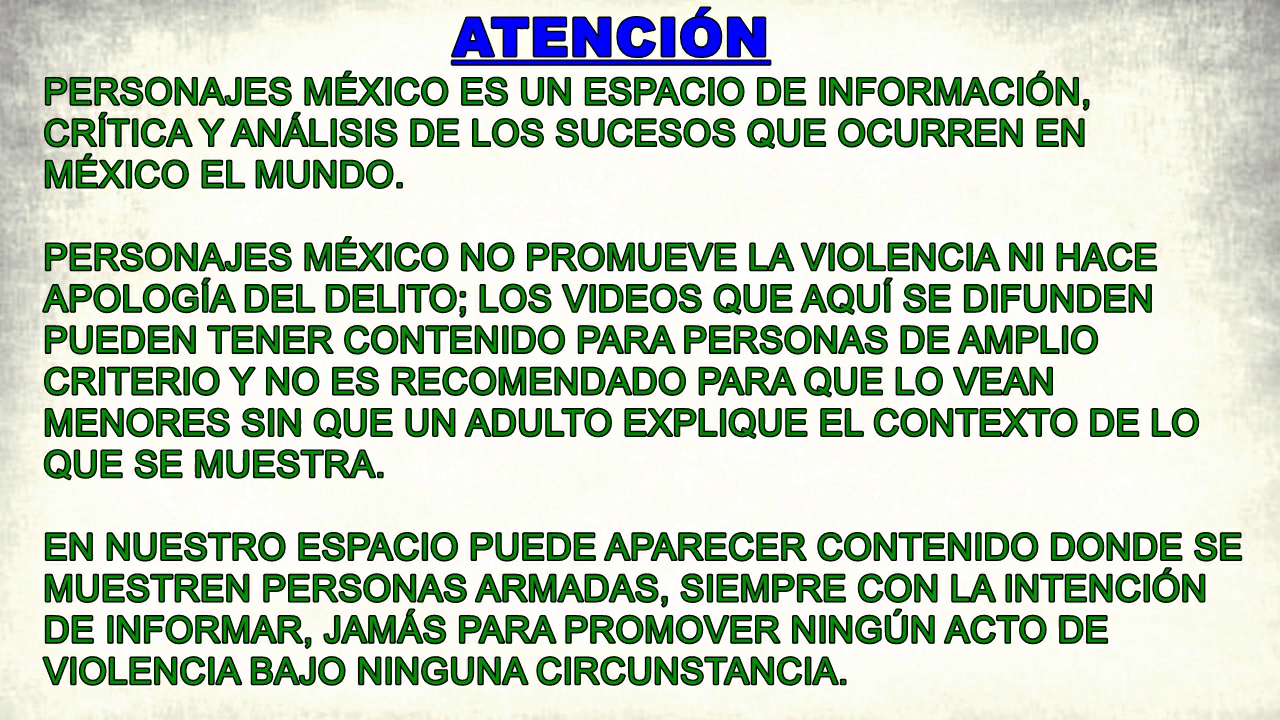 ATENCIÓN
PERSONAJES MÉXICO ES UN ESPACIO DE INFORMACIÓN,
CRÍTICA Y ANÁLISIS DE LOS SUCESOS QUE OCURREN EN
MÉXICO EL MUNDO.
PERSONAJES MÉXICO NO PROMUEVE LA VIOLENCIA NI HACE
APOLOGÍA DEL DELITO; LOS VIDEOS QUE AQUÍ SE DIFUNDEN
PUEDEN TENER CONTENIDO PARA PERSONAS DE AMPLIO
CRITERIO Y NO ES RECOMENDADO PARA QUE LO VEAN
MENORES SIN QUE UN ADULTO EXPLIQUE EL CONTEXTO DE LO
QUE SE MUESTRA.
EN NUESTRO ESPACIO PUEDE APARECER CONTENIDO DONDE SE
MUESTREN PERSONAS ARMADAS, SIEMPRE CON LA INTENCIÓN
DE INFORMAR, JAMÁS PARA PROMOVER NINGÚN ACTO DE
VIOLENCIA BAJO NINGUNA CIRCUNSTANCIA.